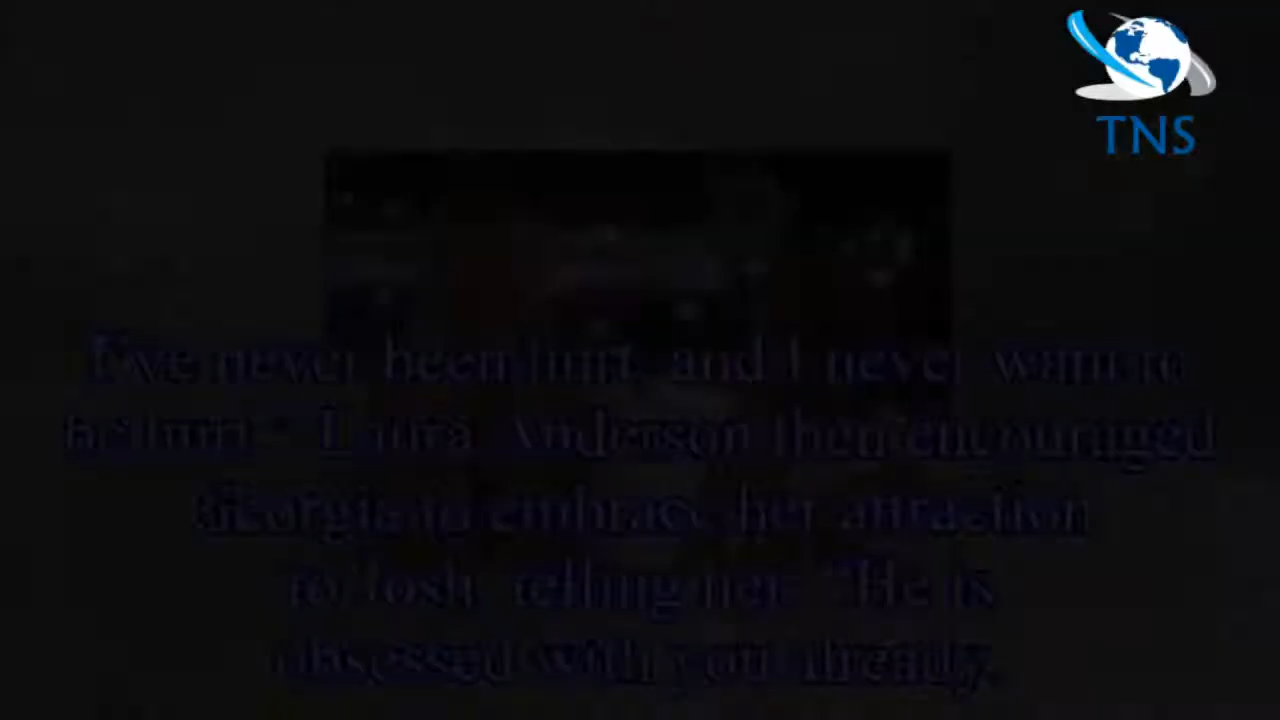 TNS
I've never been hurt, and I never want to
be hurt." Laura Anderson then encouraged
Georgia to embrace her attraction
to Josh, telling her: "He is
obsessed with you already.